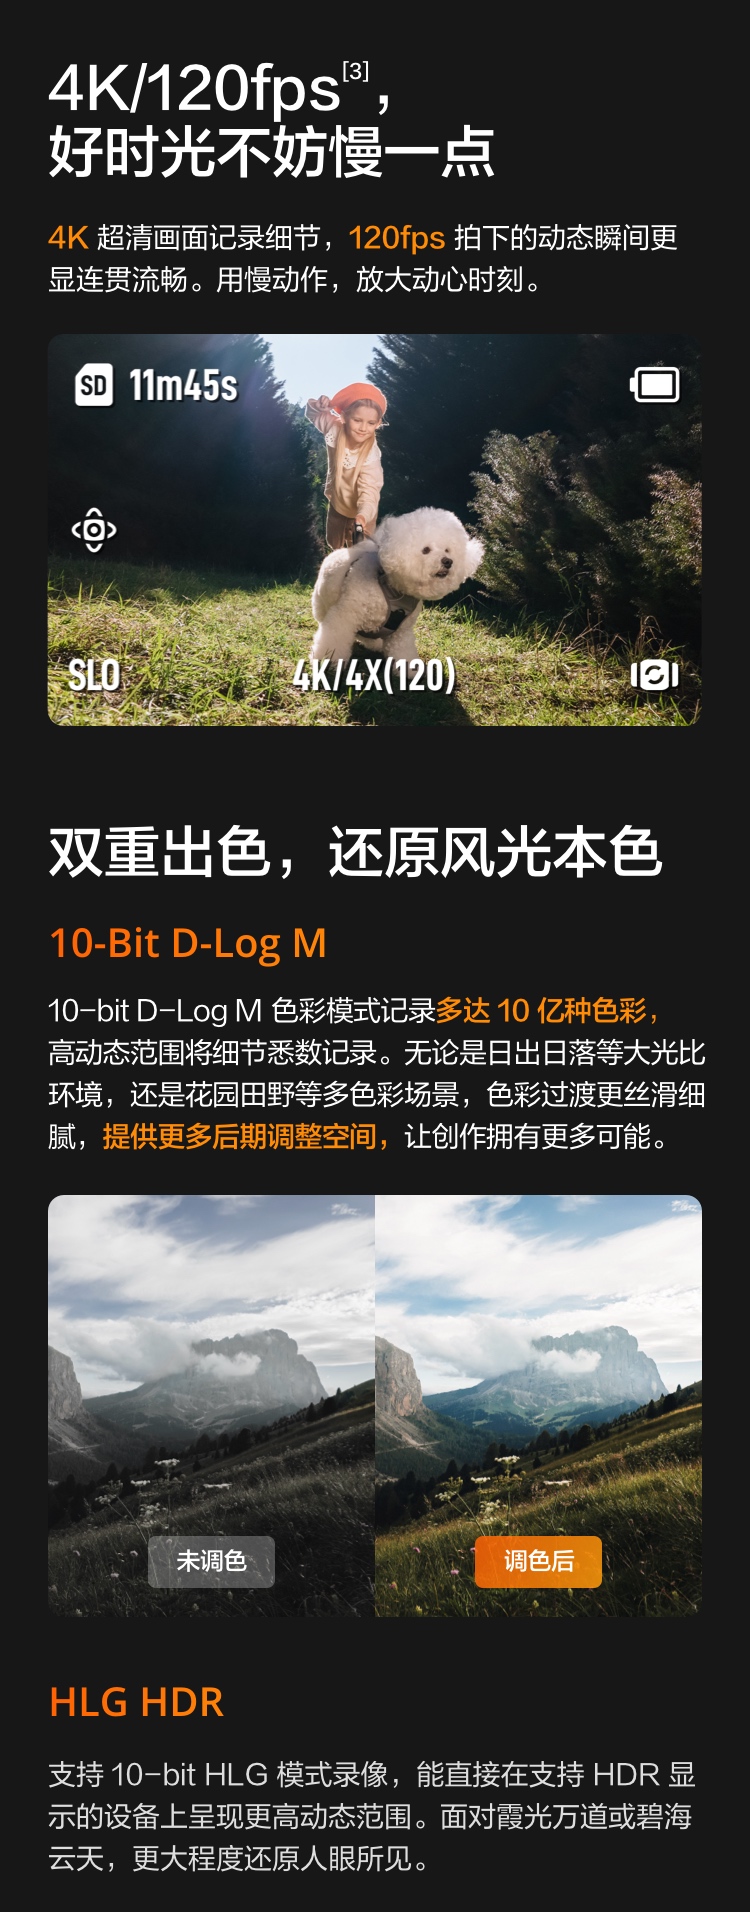 4K/120fps[3]，
好时光不妨慢一点
4K 超清画面记录细节，120fps 拍下的动态瞬间更
显连贯流畅。用慢动作，放大动心时刻。
SD 11m45s
SLO 4K/4X(120)
双重出色，还原风光本色
10-Bit D-Log M
10-bit D-Log M 色彩模式记录多达 10 亿种色彩，
高动态范围将细节悉数记录。无论是日出日落等大光比
环境，还是花园田野等多色彩场景，色彩过渡更丝滑细
腻，提供更多后期调整空间，让创作拥有更多可能。
未调色
调色后
HLG HDR
支持 10-bit HLG 模式录像，能直接在支持 HDR 显
示的设备上呈现更高动态范围。面对霞光万道或碧海
云天，更大程度还原人眼所见。